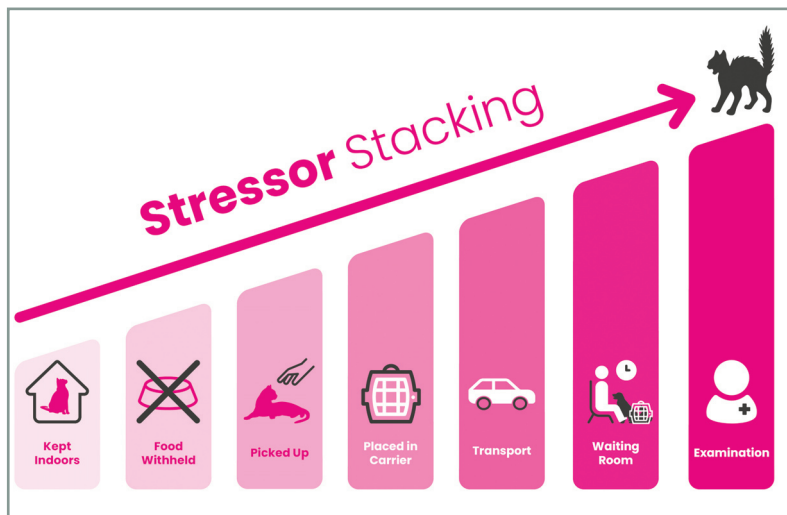 Stressor Stacking
Kept
Indoors
Food
Withheld
Picked Up
Placed in
Carrier
Transport
Waiting
Room
Examination